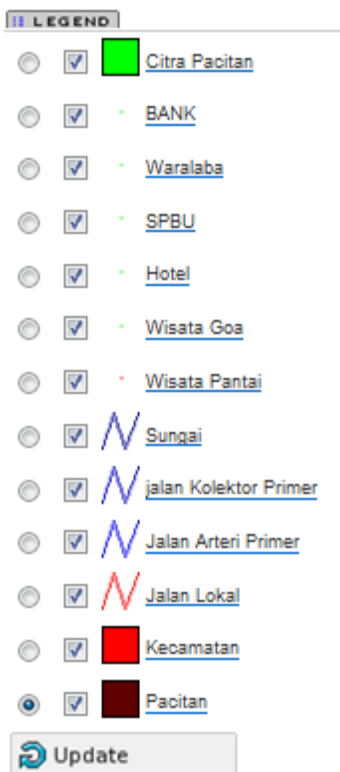 LEGEND
Citra Pacitan
BANK
Waralaba
SPBU
Hotel
Wisata Goa
Wisata Pantai
Sungai
jalan Kolektor Primer
Jalan Arteri Primer
Jalan Lokal
Kecamatan
Pacitan
Update